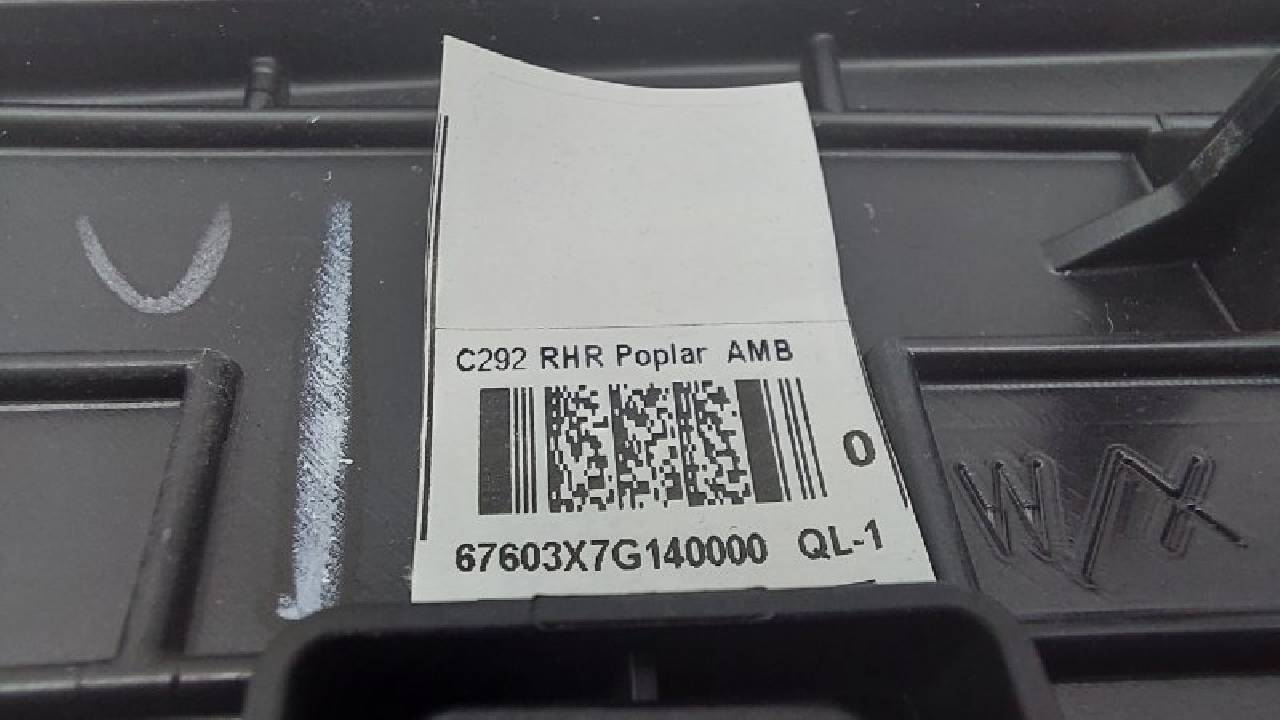 C292 RHR Poplar AMB
0
67603X7G140000 QL-1